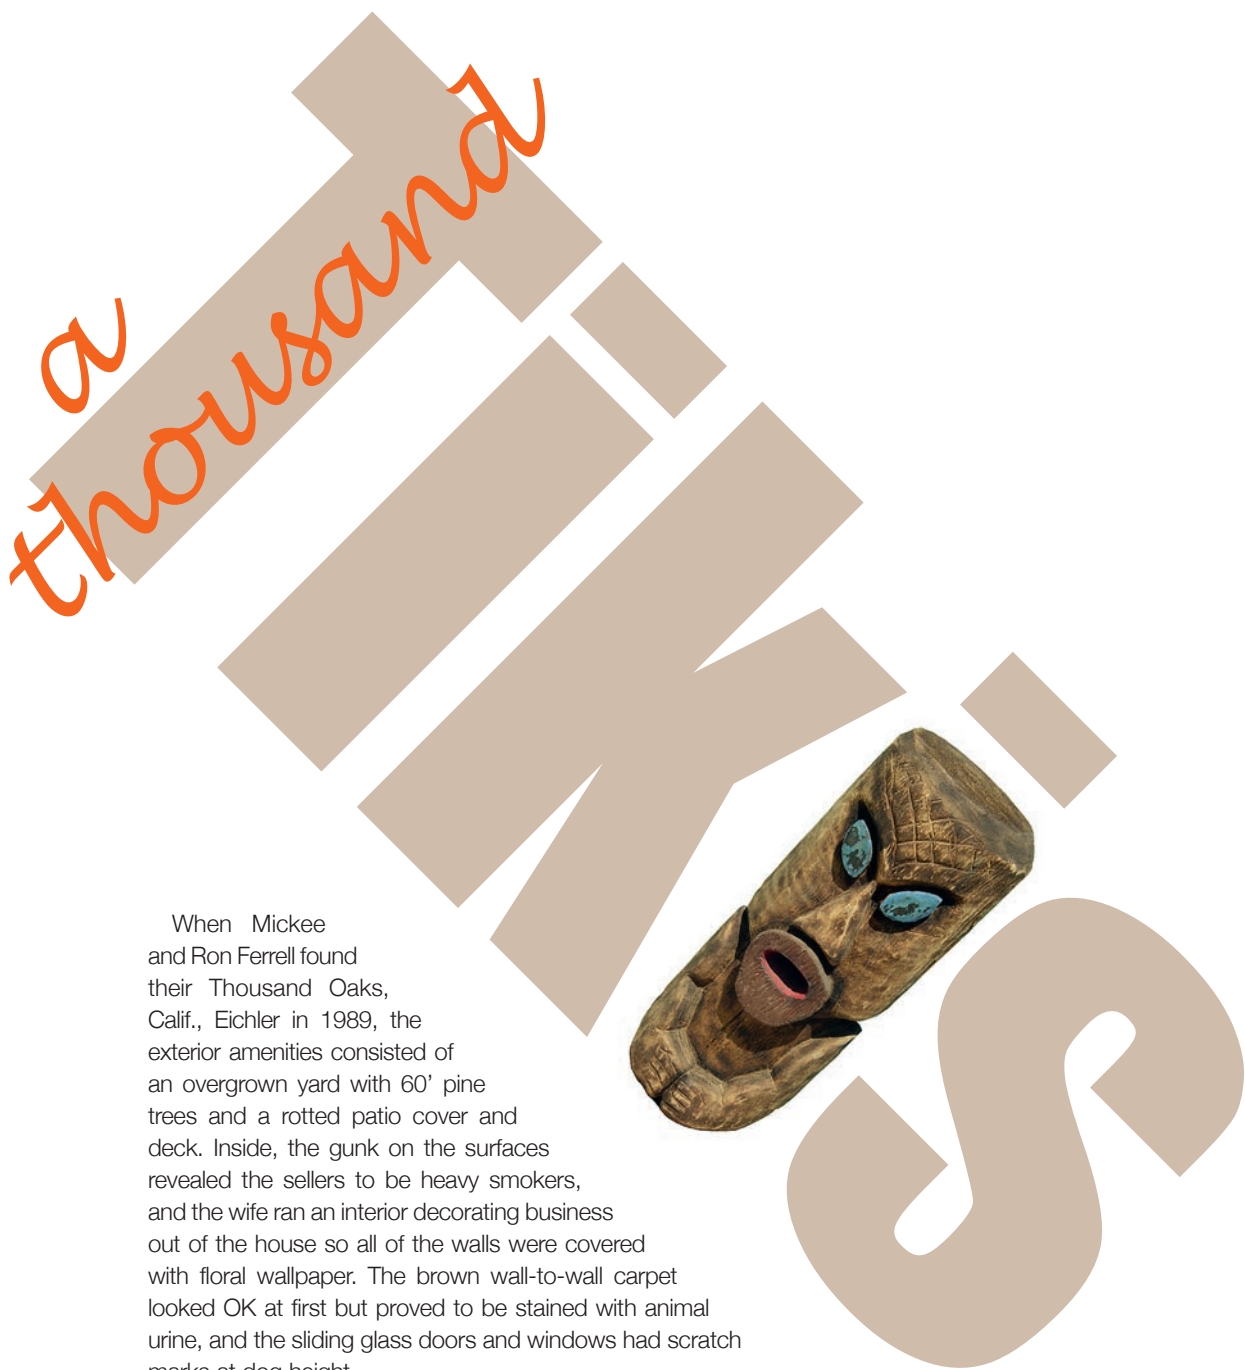 a
thousand
Tikis
When Mickee
and Ron Ferrell found
their Thousand Oaks,
Calif., Eichler in 1989, the
exterior amenities consisted of
an overgrown yard with 60’ pine
trees and a rotted patio cover and
deck. Inside, the gunk on the surfaces
revealed the sellers to be heavy smokers,
and the wife ran an interior decorating business
out of the house so all of the walls were covered
with floral wallpaper. The brown wall-to-wall carpet
looked OK at first but proved to be stained with animal
urine, and the sliding glass doors and windows had scratch
marks at dog height.